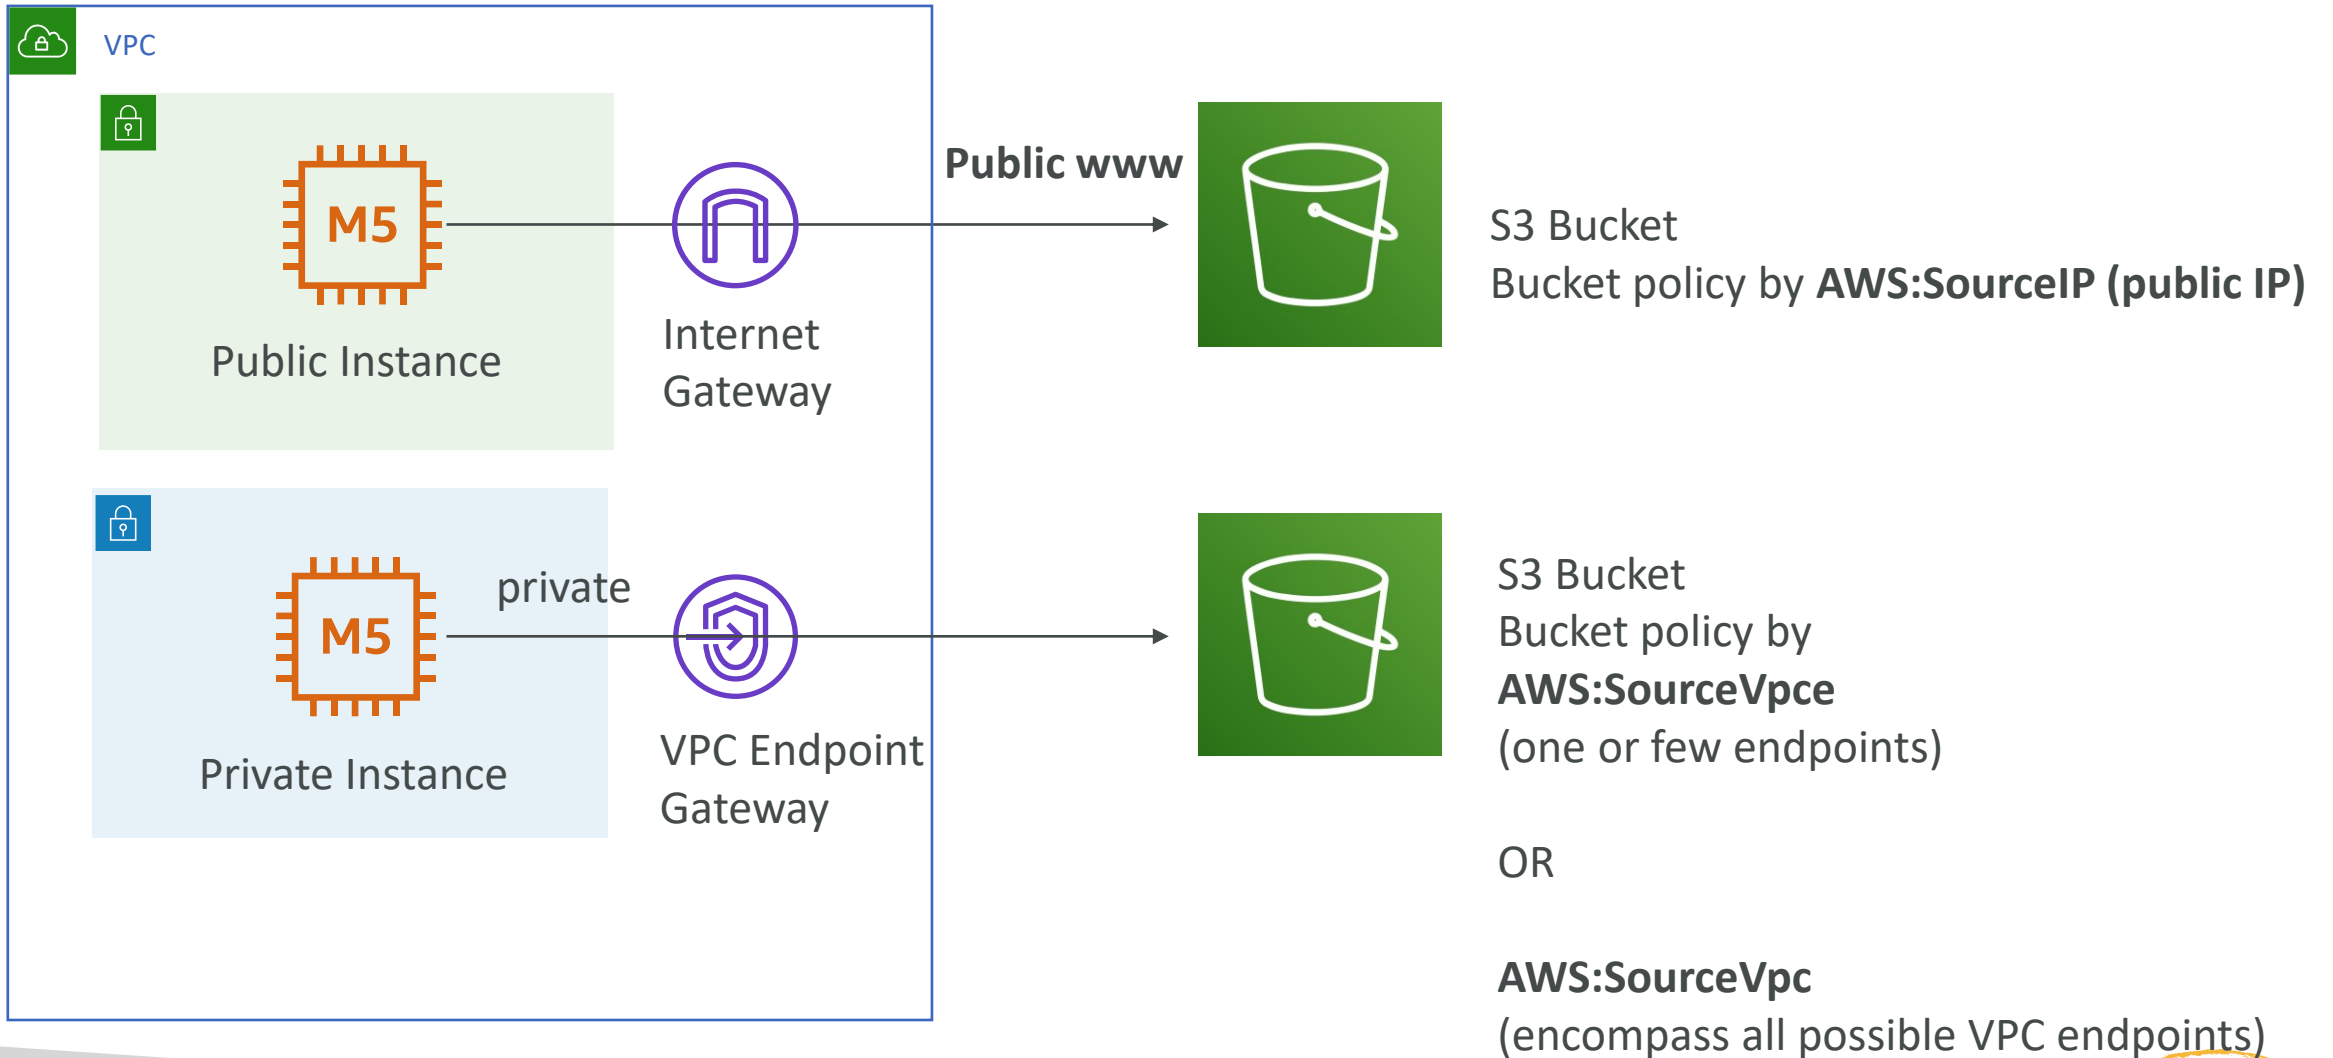 VPC
M5
Public Instance
Internet
Gateway
Public www
S3 Bucket
Bucket policy by AWS:SourceIP (public IP)
M5
Private Instance
private
VPC Endpoint
Gateway
S3 Bucket
Bucket policy by
AWS:SourceVpce
(one or few endpoints)
OR
AWS:SourceVpc
(encompass all possible VPC endpoints)